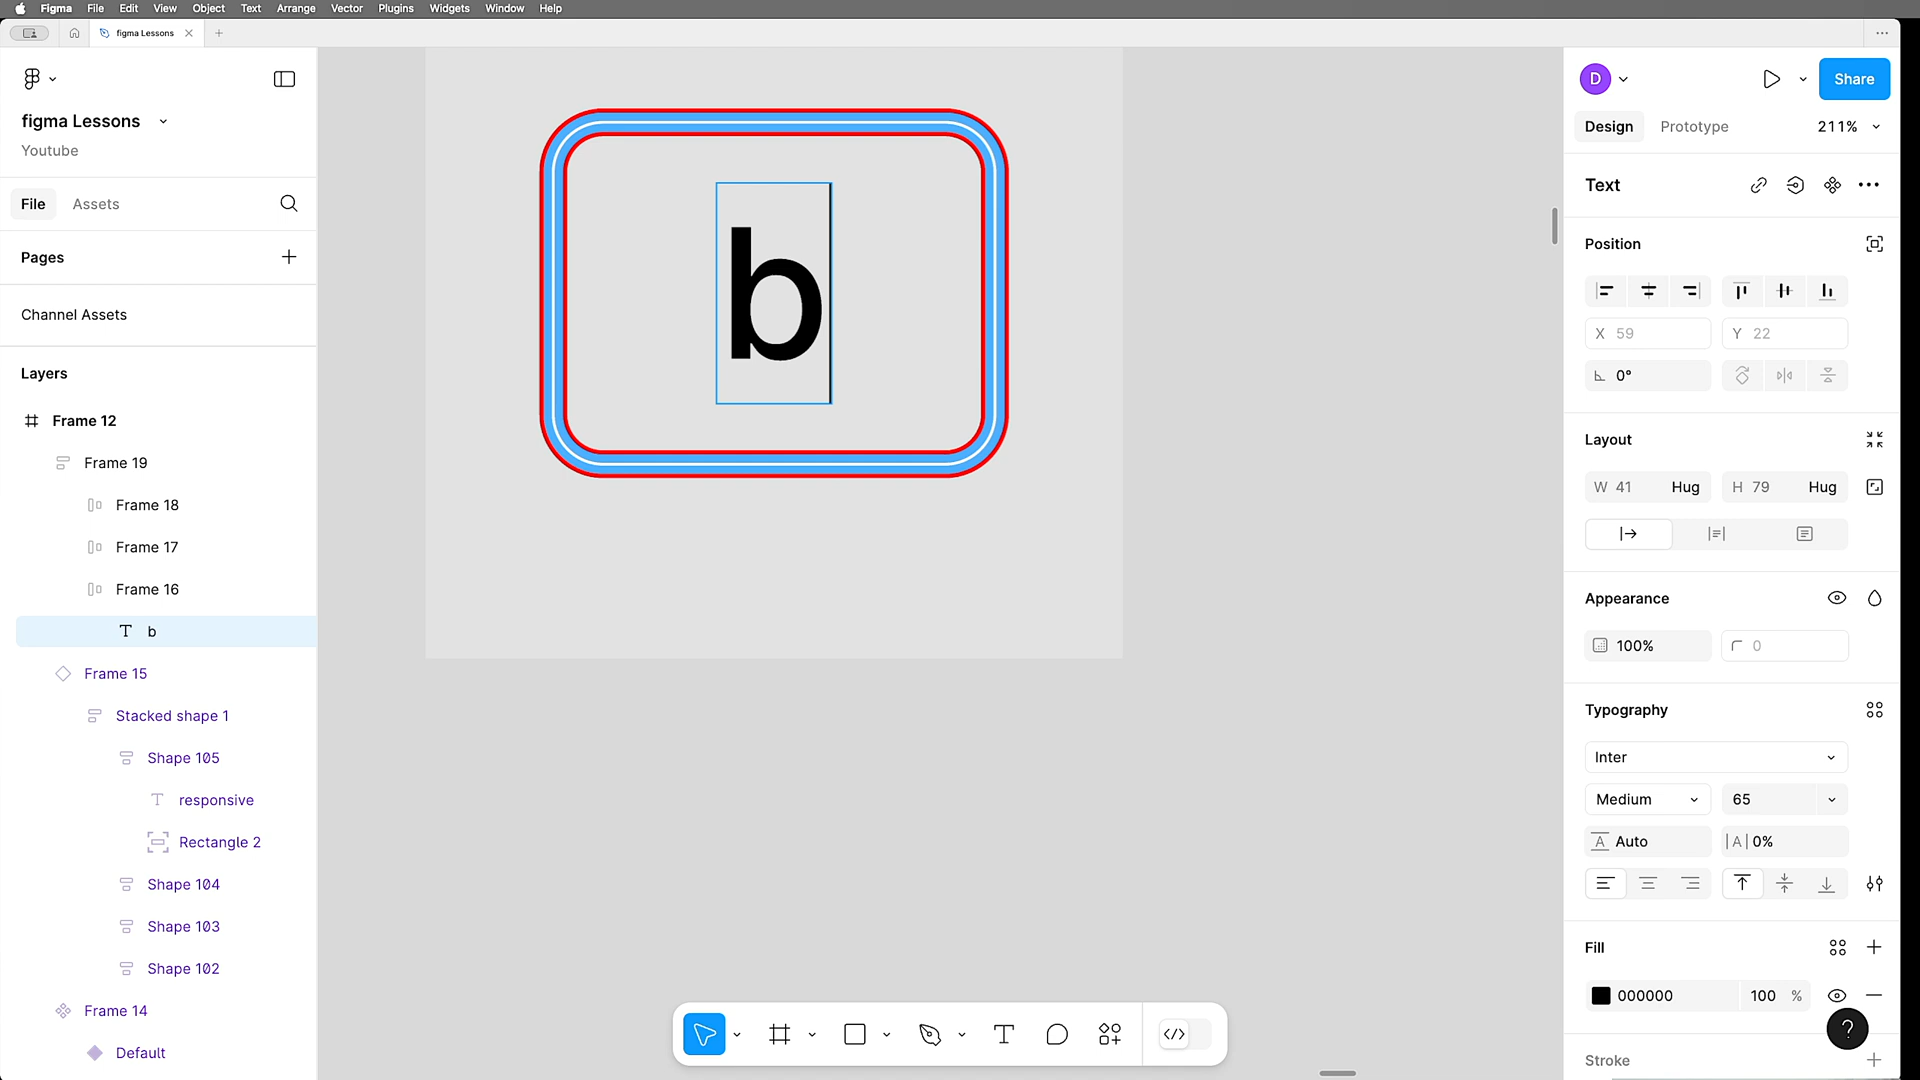 Figma File Edit View Object Text Arrange Vector Plugins Widgets Window Help
figma Lessons
figma Lessons
Youtube
File Assets
Pages
Channel Assets
Layers
Frame 12
Frame 19
Frame 18
Frame 17
Frame 16
b
Frame 15
Stacked shape 1
Shape 105
responsive
Rectangle 2
Shape 104
Shape 103
Shape 102
Frame 14
Default
b
D
Share
Design Prototype 211%
Text
Position
X 59 Y 22
0°
Layout
W 41 Hug H 79 Hug
Appearance
100% 0
Typography
Inter
Medium 65
Auto 0%
Fill
000000 100 %
?
Stroke